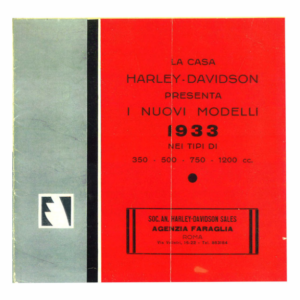 LA CASA
HARLEY-DAVIDSON
PRESENTA
I NUOVI MODELLI
1933
NEI TIPI DI
350 - 500 - 750 - 1200 cc.
SOC. AN. HARLEY-DAVIDSON SALES
AGENZIA FARAGLIA
ROMA